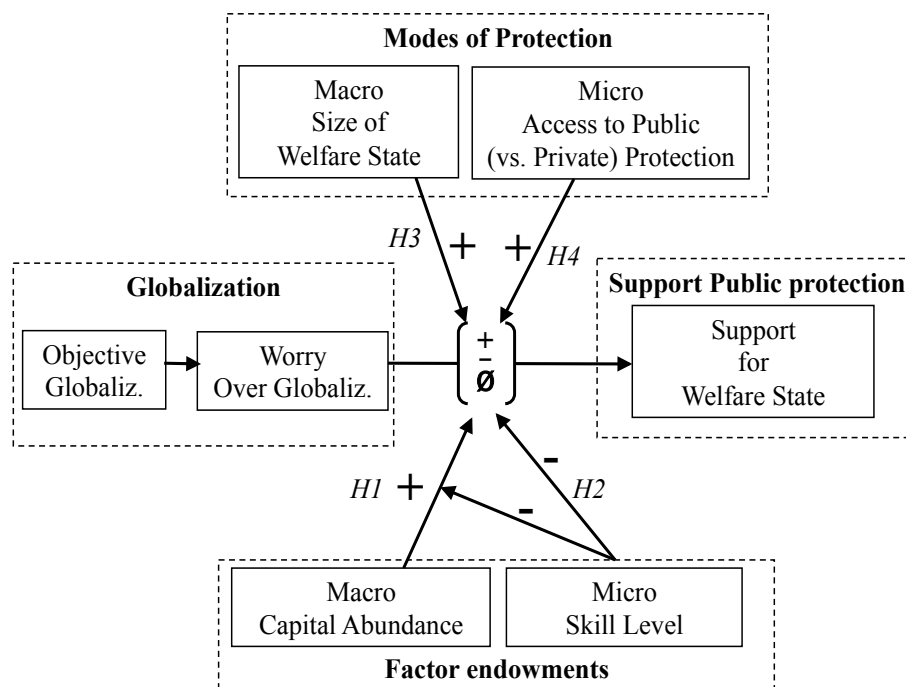 Modes of Protection
Macro
Size of
Welfare State
Micro
Access to Public
(vs. Private) Protection
H3
+
+
H4
Globalization
Objective
Globaliz.
Worry
Over Globaliz.
+
-
Ø
Support Public protection
Support
for
Welfare State
H1
+
-
-
H2
Macro
Capital Abundance
Micro
Skill Level
Factor endowments